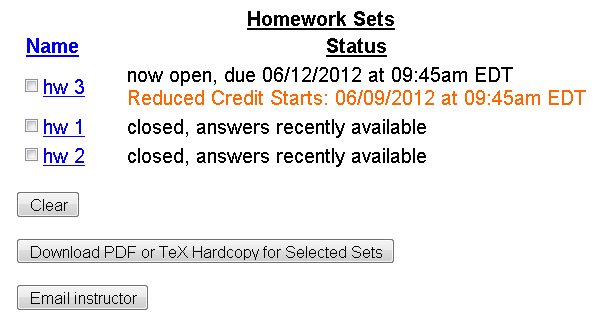 Homework Sets
Name Status
hw 3 now open, due 06/12/2012 at 09:45am EDT
Reduced Credit Starts: 06/09/2012 at 09:45am EDT
hw 1 closed, answers recently available
hw 2 closed, answers recently available
Clear
Download PDF or TeX Hardcopy for Selected Sets
Email instructor